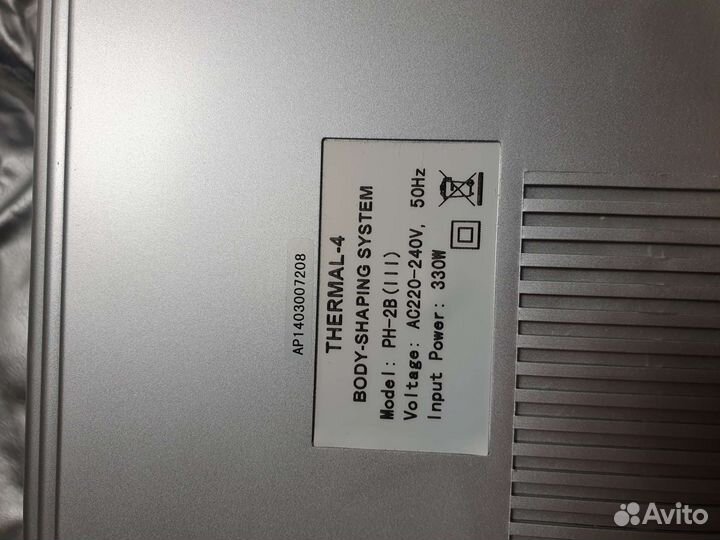 AP1403007208
THERMAL-4
BODY-SHAPING SYSTEM
Model: PH-2B(III)
Voltage: AC220-240V, 50Hz
Input Power: 330W
Avito